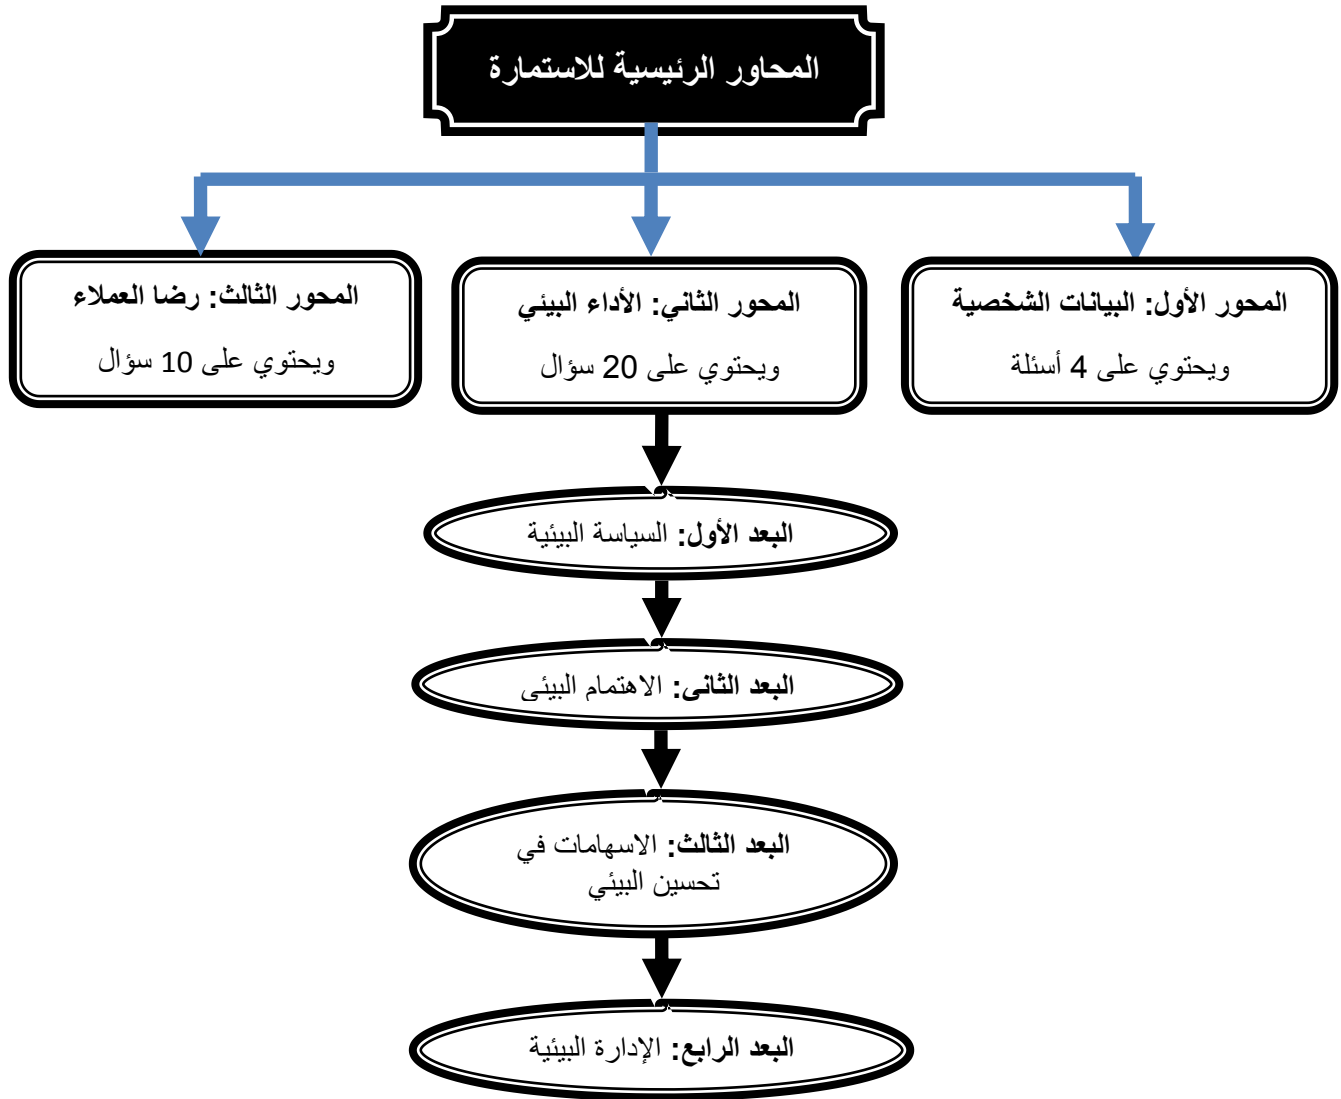 المحاور الرئيسية للاستمارة
المحور الأول: البيانات الشخصية
ويحتوي على 4 أسئلة
المحور الثاني: الأداء البيئي
ويحتوي على 20 سؤال
المحور الثالث: رضا العملاء
ويحتوي على 10 سؤال
البعد الأول: السياسة البيئية
البعد الثاني: الاهتمام البيئي
البعد الثالث: الاسهامات في
تحسين البيئي
البعد الرابع: الإدارة البيئية